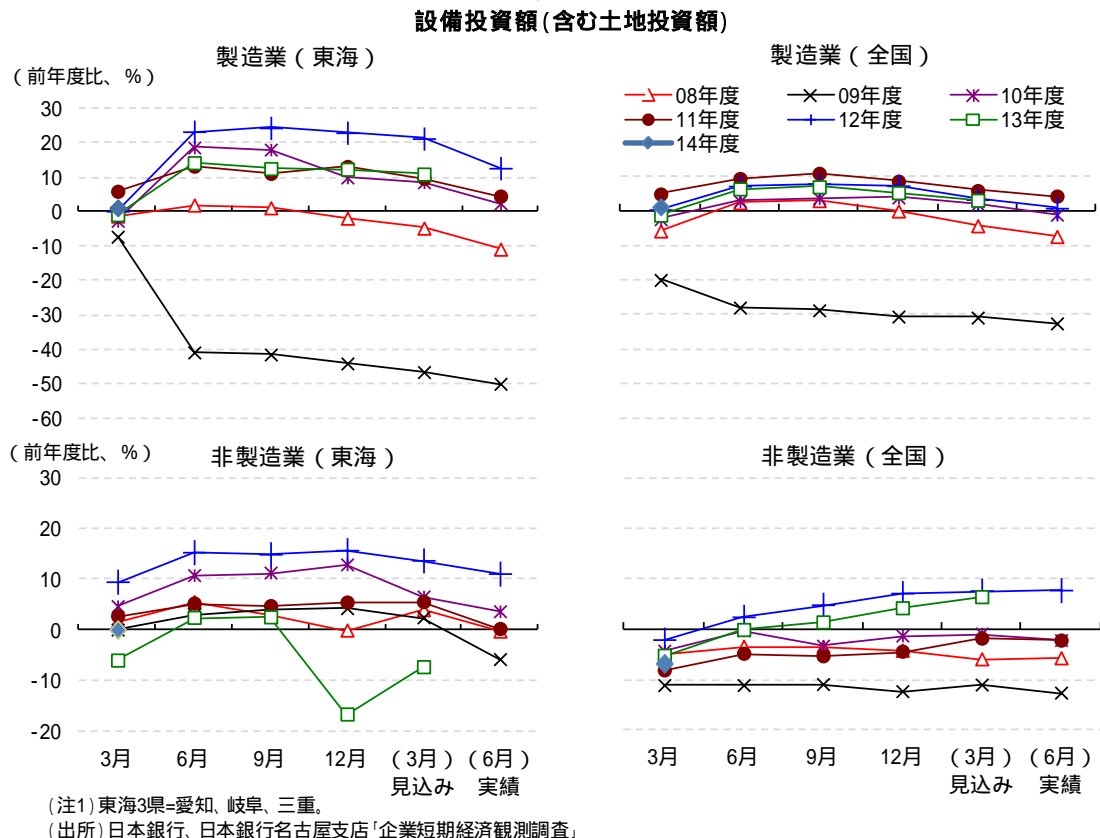 設備投資額(含む土地投資額)
製造業（東海）
製造業（全国）
（前年度比、%）
08年度
09年度
10年度
11年度
12年度
13年度
14年度
30
20
10
0
-10
-20
-30
-40
-50
-60
（前年度比、%）
非製造業（東海）
非製造業（全国）
30
20
10
0
-10
-20
3月
6月
9月
12月
（3月）
見込み
（6月）
実績
3月
6月
9月
12月
（3月）
見込み
（6月）
実績
(注1)東海3県=愛知、岐阜、三重。
(出所)日本銀行、日本銀行名古屋支店「企業短期経済観測調査」